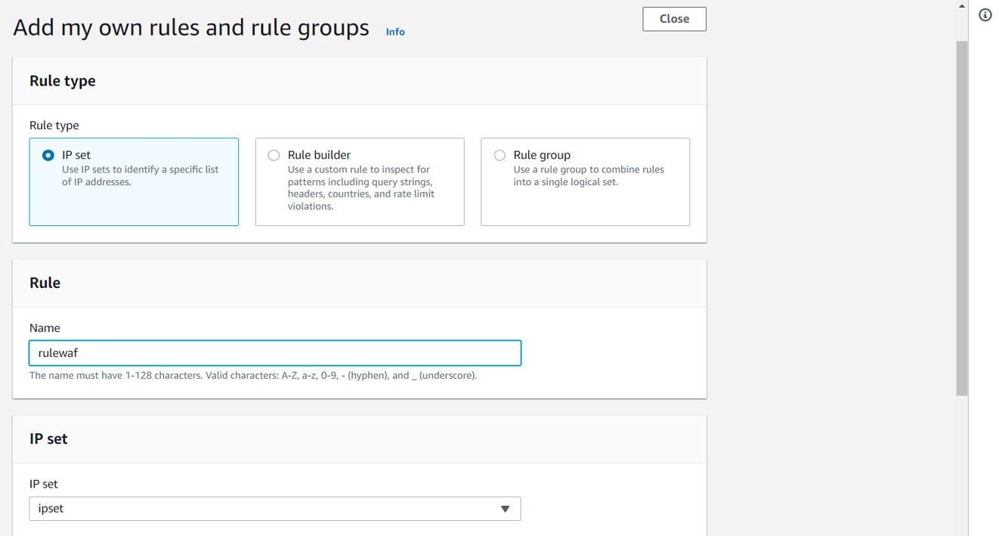 Add my own rules and rule groups Info
Close
Rule type
Rule type
IP set
Use IP sets to identify a specific list
of IP addresses.
Rule builder
Use a custom rule to inspect for
patterns including query strings,
headers, countries, and rate limit
violations.
Rule group
Use a rule group to combine rules
into a single logical set.
Rule
Name
rulewaf
The name must have 1-128 characters. Valid characters: A-Z, a-z, 0-9, - (hyphen), and _ (underscore).
IP set
IP set
ipset